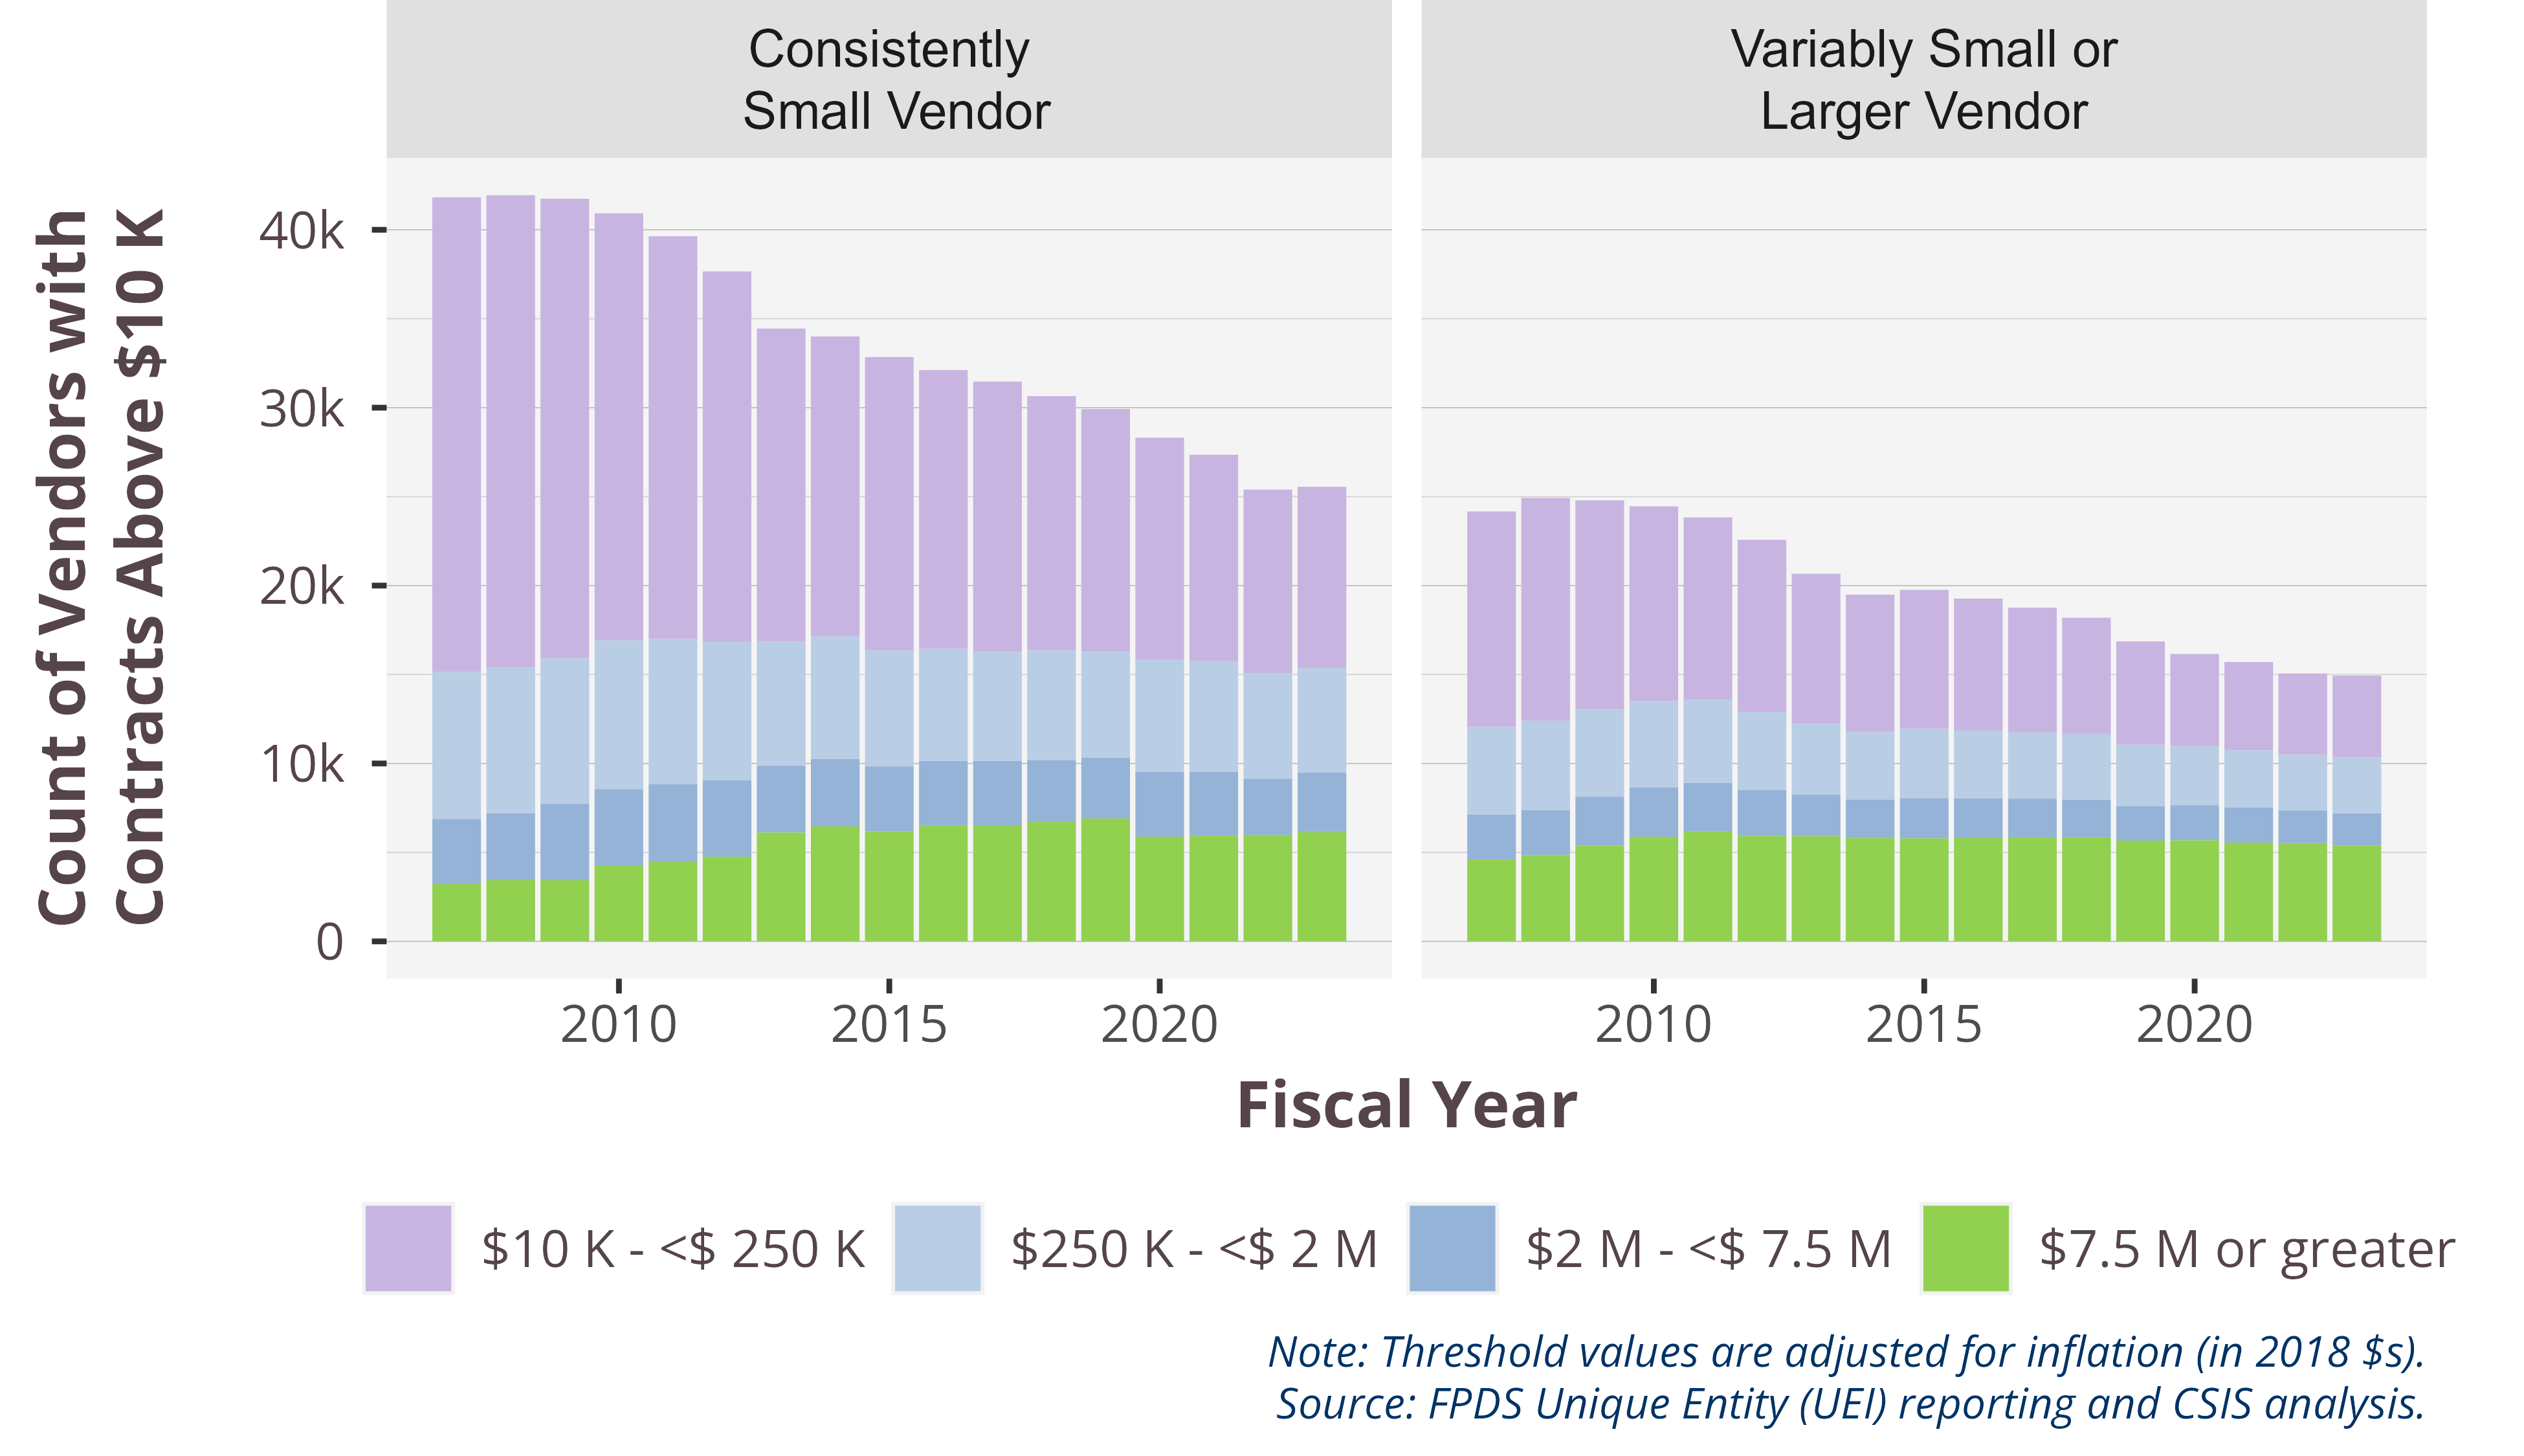 Consistently
Small Vendor
Variably Small or
Larger Vendor
Count of Vendors with
Contracts Above $10 K
40k
30k
20k
10k
0
2010 2015 2020
2010 2015 2020
Fiscal Year
$10 K - <$ 250 K $250 K - <$ 2 M $2 M - <$ 7.5 M $7.5 M or greater
Note: Threshold values are adjusted for inflation (in 2018 $s).
Source: FPDS Unique Entity (UEI) reporting and CSIS analysis.